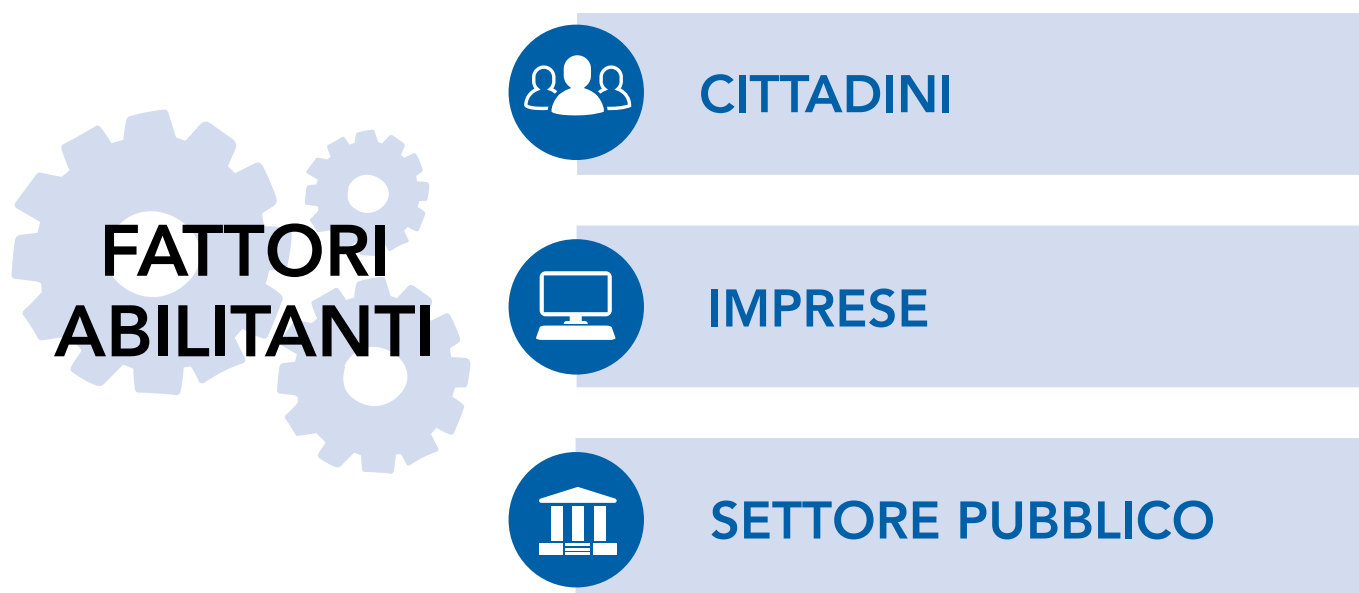 FATTORI
ABILITANTI
CITTADINI
IMPRESE
SETTORE PUBBLICO